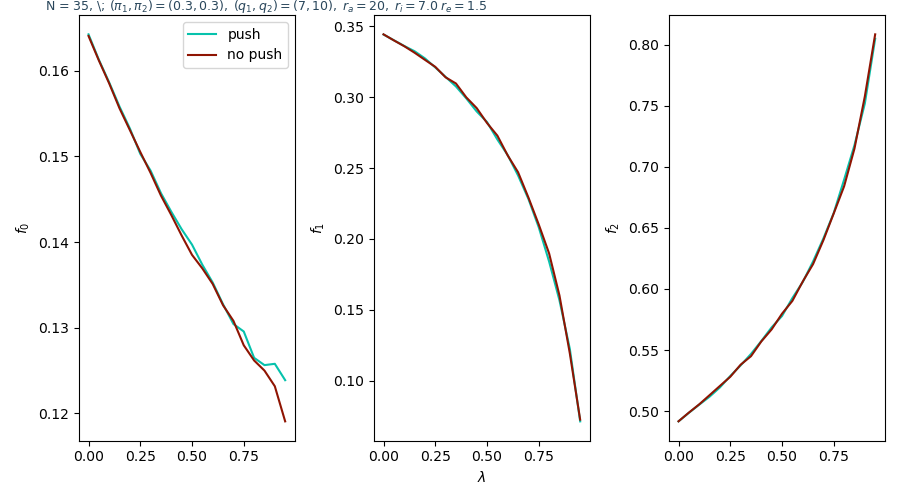 N = 35, \; (π₁, π₂) = (0.3, 0.3), (q₁, q₂) = (7, 10), rₐ = 20, rᵢ = 7.0 rₑ = 1.5
push
no push
f₀
0.16
0.15
0.14
0.13
0.12
0.00 0.25 0.50 0.75
f₁
0.35
0.30
0.25
0.20
0.15
0.10
0.00 0.25 0.50 0.75
λ
f₂
0.80
0.75
0.70
0.65
0.60
0.55
0.50
0.00 0.25 0.50 0.75